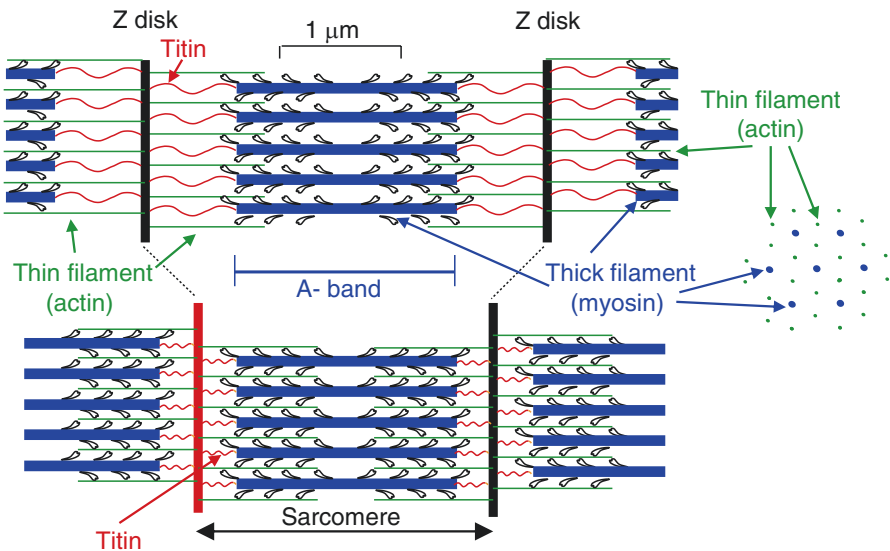 Z disk
Z disk
1 μm
Titin
Thin filament
(actin)
Thin filament
(actin)
A- band
Thick filament
(myosin)
Sarcomere
Titin